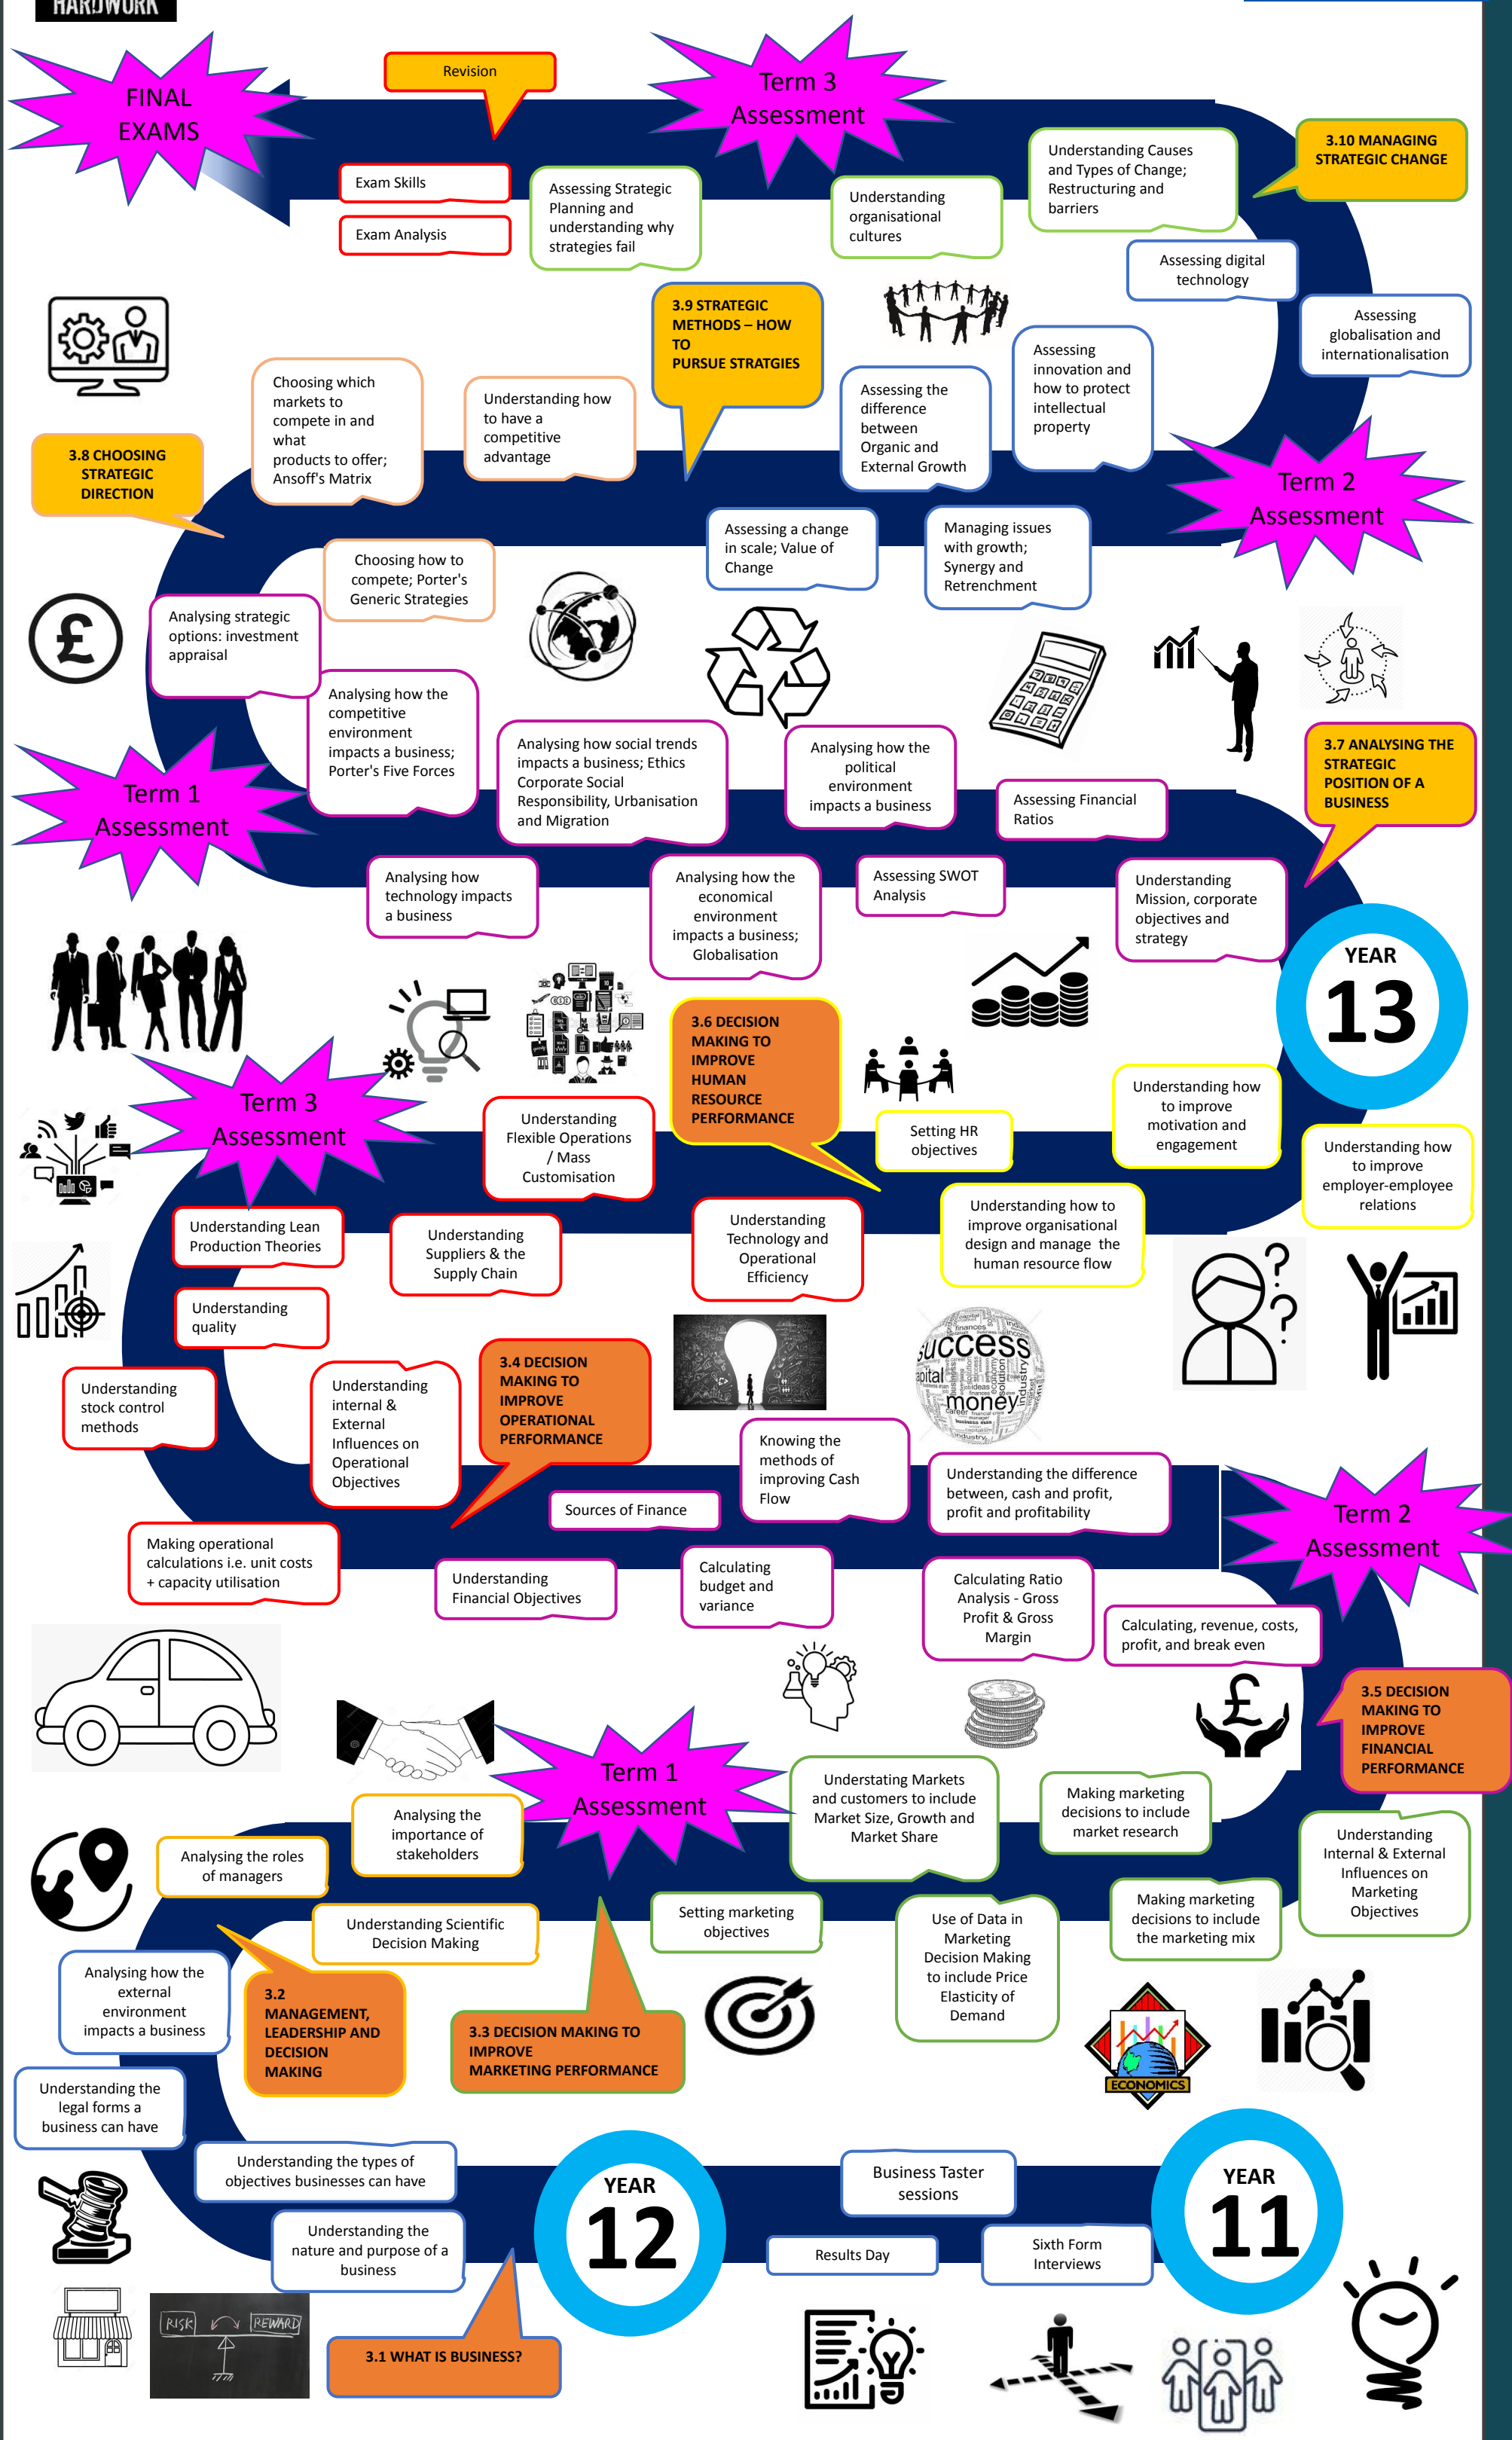 HARDWORK
FINAL
EXAMS
Revision
Term 3
Assessment
3.10 MANAGING
STRATEGIC CHANGE
Understanding Causes
and Types of Change;
Restructuring and
barriers
Exam Skills
Exam Analysis
Assessing Strategic
Planning and
understanding why
strategies fail
Understanding
organisational
cultures
Assessing digital
technology
Assessing
globalisation and
internationalisation
3.9 STRATEGIC
METHODS – HOW
TO
PURSUE STRATGIES
Assessing
innovation and
how to protect
intellectual
property
Assessing the
difference
between
Organic and
External Growth
Choosing which
markets to
compete in and
what
products to offer;
Ansoff's Matrix
Understanding how
to have a
competitive
advantage
3.8 CHOOSING
STRATEGIC
DIRECTION
Term 2
Assessment
Assessing a change
in scale; Value of
Change
Managing issues
with growth;
Synergy and
Retrenchment
Choosing how to
compete; Porter's
Generic Strategies
£
Analysing strategic
options: investment
appraisal
Analysing how the
competitive
environment
impacts a business;
Porter's Five Forces
Analysing how social trends
impacts a business; Ethics
Corporate Social
Responsibility, Urbanisation
and Migration
Analysing how the
political
environment
impacts a business
Assessing Financial
Ratios
3.7 ANALYSING THE
STRATEGIC
POSITION OF A
BUSINESS
Term 1
Assessment
Analysing how
technology impacts
a business
Analysing how the
economical
environment
impacts a business;
Globalisation
Assessing SWOT
Analysis
Understanding
Mission, corporate
objectives and
strategy
YEAR
13
3.6 DECISION
MAKING TO
IMPROVE
HUMAN
RESOURCE
PERFORMANCE
Term 3
Assessment
Understanding
Flexible Operations
/ Mass
Customisation
Setting HR
objectives
Understanding how
to improve
motivation and
engagement
Understanding how
to improve
employer-employee
relations
Understanding Lean
Production Theories
Understanding
Suppliers & the
Supply Chain
Understanding
Technology and
Operational
Efficiency
Understanding how to
improve organisational
design and manage the
human resource flow
Understanding
quality
success
capital
money
industry
Understanding
stock control
methods
Understanding
internal &
External
Influences on
Operational
Objectives
3.4 DECISION
MAKING TO
IMPROVE
OPERATIONAL
PERFORMANCE
Knowing the
methods of
improving Cash
Flow
Understanding the difference
between, cash and profit,
profit and profitability
Sources of Finance
Term 2
Assessment
Making operational
calculations i.e. unit costs
+ capacity utilisation
Understanding
Financial Objectives
Calculating
budget and
variance
Calculating Ratio
Analysis - Gross
Profit & Gross
Margin
Calculating, revenue, costs,
profit, and break even
£
3.5 DECISION
MAKING TO
IMPROVE
FINANCIAL
PERFORMANCE
Term 1
Assessment
Understating Markets
and customers to include
Market Size, Growth and
Market Share
Making marketing
decisions to include
market research
Understanding
Internal & External
Influences on
Marketing
Objectives
Analysing the
importance of
stakeholders
Analysing the roles
of managers
Understanding Scientific
Decision Making
Setting marketing
objectives
Use of Data in
Marketing
Decision Making
to include Price
Elasticity of
Demand
Making marketing
decisions to include
the marketing mix
Analysing how the
external
environment
impacts a business
3.2
MANAGEMENT,
LEADERSHIP AND
DECISION
MAKING
3.3 DECISION MAKING TO
IMPROVE
MARKETING PERFORMANCE
ECONOMICS
Understanding the
legal forms a
business can have
Understanding the types of
objectives businesses can have
Understanding the
nature and purpose of a
business
YEAR
12
Business Taster
sessions
Results Day
Sixth Form
Interviews
YEAR
11
RISK
REWARD
3.1 WHAT IS BUSINESS?